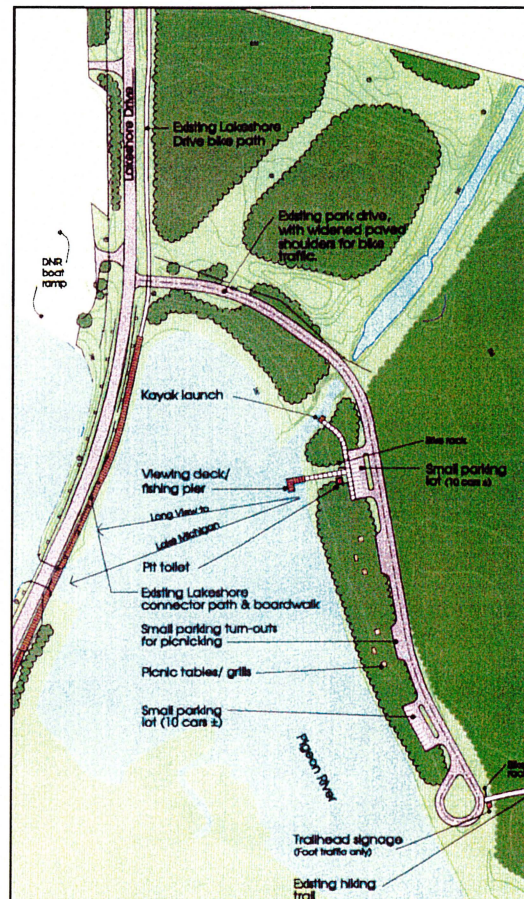 Lakeshore Drive
Existing Lakeshore
Drive bike path
Existing park drive,
with widened paved
shoulders for bike
traffic.
DNR
boat
ramp
Kayak launch
Bike rack
Viewing deck/
fishing pier
Small parking
lot (10 cars ±)
Long View to
Lake Michigan
Pit toilet
Existing Lakeshore
connector path & boardwalk
Small parking turn-outs
for picnicking
Picnic tables/ grills
Small parking
lot (10 cars ±)
Pigeon River
Bike
rack
Trailhead signage
(Foot traffic only)
Existing hiking
trail